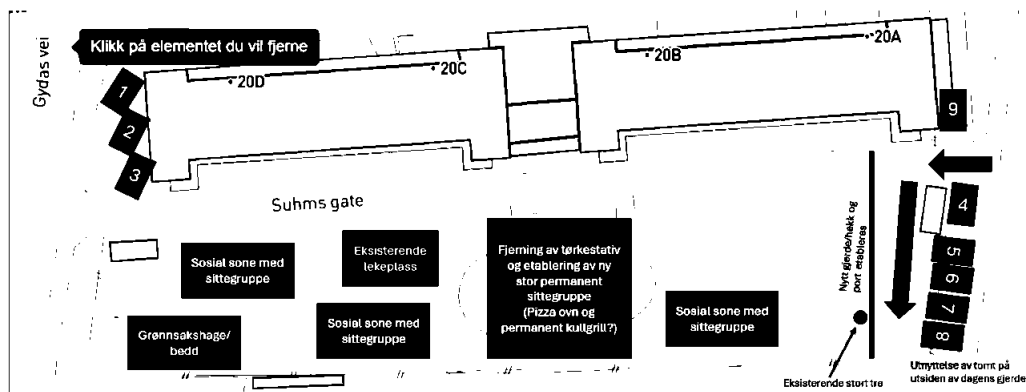 Gydas vei
Klikk på elementet du vil fjerne
20D
20C
20B
20A
1
2
3
9
4
5
6
7
8
Suhms gate
Sosial sone med
sittegruppe
Eksisterende
lekeplass
Fjerning av tørkestativ
og etablering av ny
stor permanent
sittegruppe
(Pizza ovn og
permanent kullgrill?)
Grønnsakshage/
bedd
Sosial sone med
sittegruppe
Sosial sone med
sittegruppe
Nytt gjerde/hekk og
port etableres
Eksisterende stort tre
Utnyttelse av tomt på
utsiden av dagens gjerde